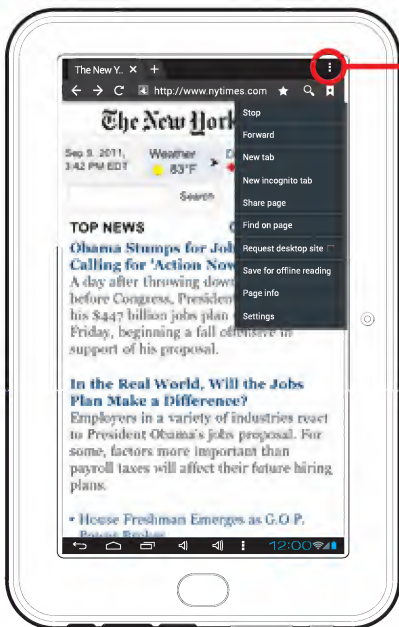 The New Y..
http://www.nytimes.com
The New York
Sep 9, 2011,
3:42 PM EDT
Weather
83°F
Search
Stop
Forward
New tab
New incognito tab
Share page
Find on page
Request desktop site
Save for offline reading
Page info
Settings
TOP NEWS
Obama Stumps for Jobs
Calling for 'Action Now
A day after throwing down
before Congress, President
his $447 billion jobs plan
Friday, beginning a fall offensive in
support of his proposal.
In the Real World, Will the Jobs
Plan Make a Difference?
Employers in a variety of industries react
to President Obama's jobs proposal. For
some, factors more important than
payroll taxes will affect their future hiring
plans.
• House Freshman Emerges as G.O.P.
Power Broker
12:00